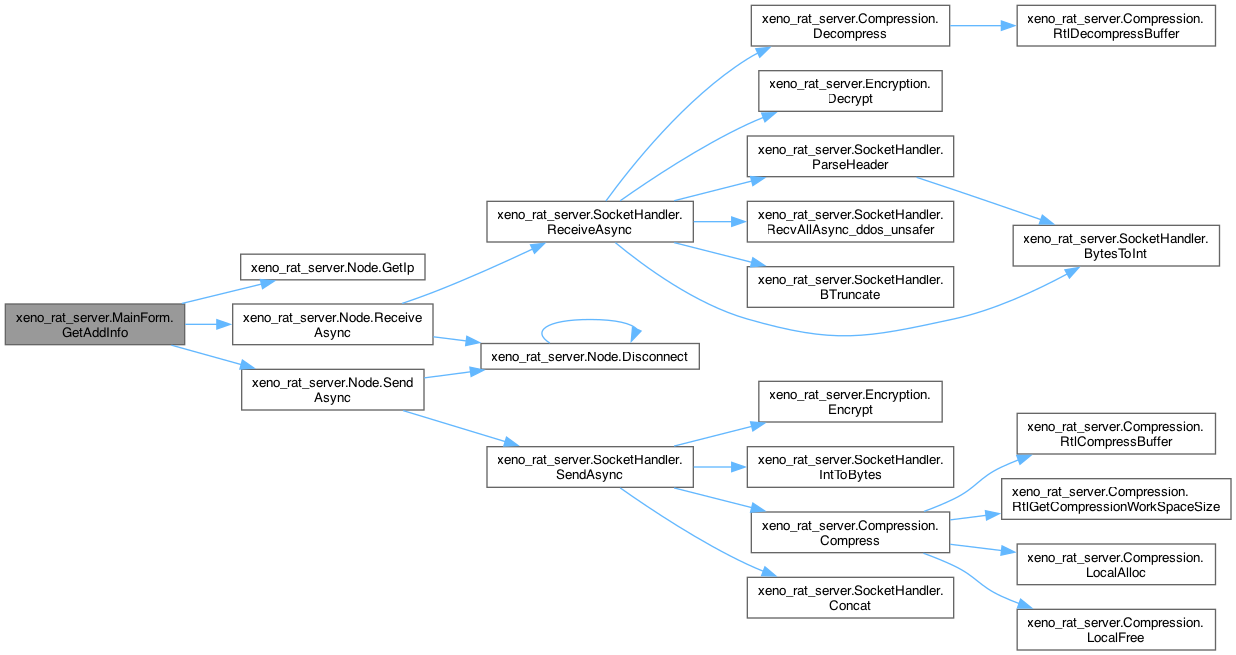 xeno_rat_server.MainForm.
GetAddInfo
xeno_rat_server.Node.GetIp
xeno_rat_server.Node.Receive
Async
xeno_rat_server.Node.Send
Async
xeno_rat_server.SocketHandler.
ReceiveAsync
xeno_rat_server.Node.Disconnect
xeno_rat_server.SocketHandler.
SendAsync
xeno_rat_server.Compression.
Decompress
xeno_rat_server.Encryption.
Decrypt
xeno_rat_server.SocketHandler.
ParseHeader
xeno_rat_server.SocketHandler.
RecvAllAsync_ddos_unsafer
xeno_rat_server.SocketHandler.
BTruncate
xeno_rat_server.Encryption.
Encrypt
xeno_rat_server.SocketHandler.
IntToBytes
xeno_rat_server.Compression.
Compress
xeno_rat_server.SocketHandler.
Concat
xeno_rat_server.Compression.
RtlDecompressBuffer
xeno_rat_server.SocketHandler.
BytesToInt
xeno_rat_server.Compression.
RtlCompressBuffer
xeno_rat_server.Compression.
RtlGetCompressionWorkSpaceSize
xeno_rat_server.Compression.
LocalAlloc
xeno_rat_server.Compression.
LocalFree